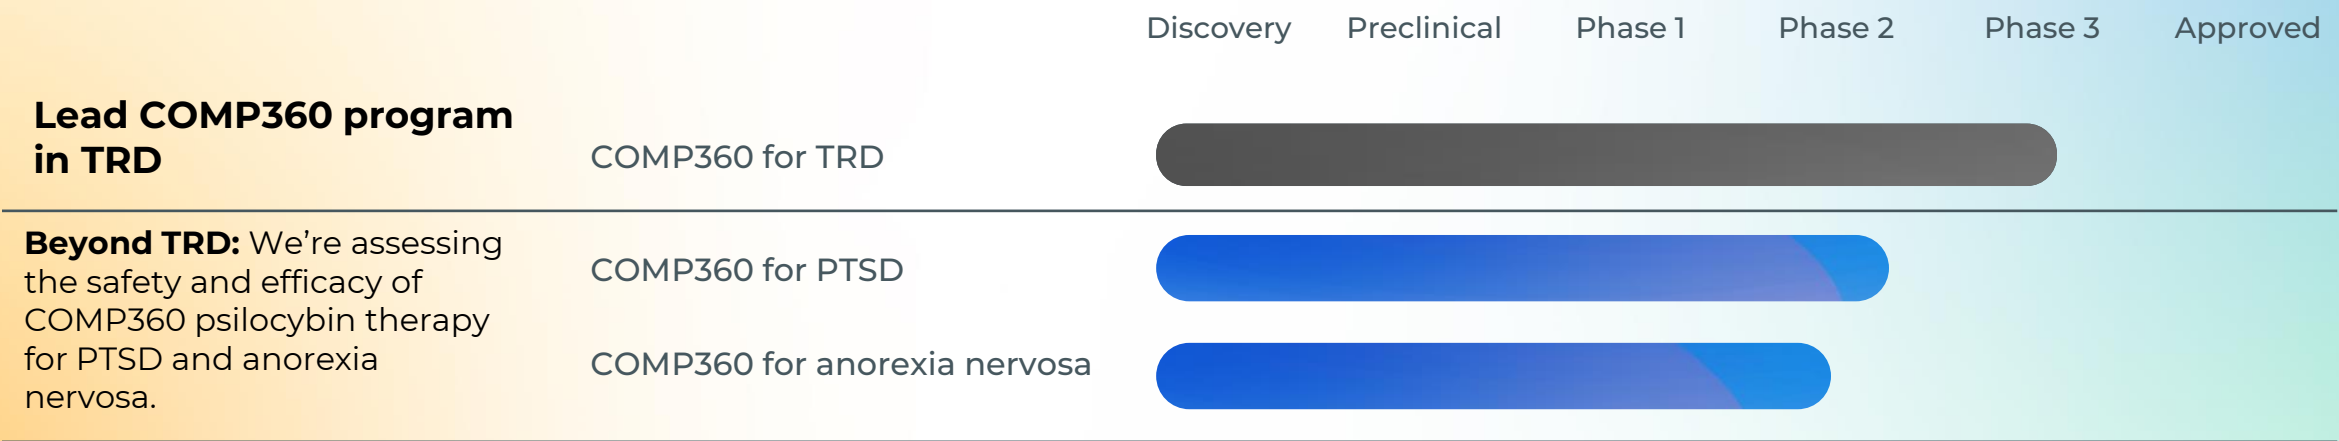 Discovery Preclinical Phase 1 Phase 2 Phase 3 Approved
Lead COMP360 program
in TRD
COMP360 for TRD
Beyond TRD: We’re assessing
the safety and efficacy of
COMP360 psilocybin therapy
for PTSD and anorexia
nervosa.
COMP360 for PTSD
COMP360 for anorexia nervosa